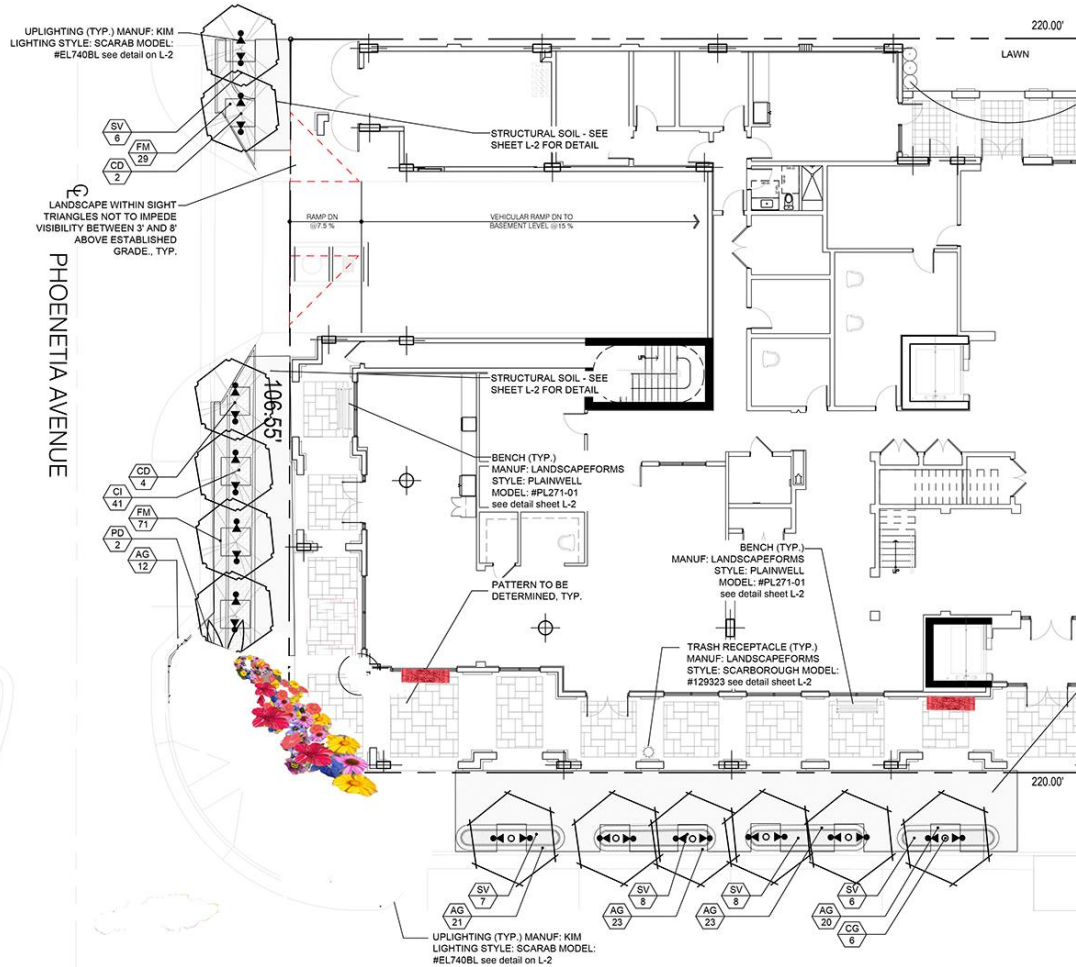 220.00'
LAWN
UPLIGHTING (TYP.) MANUF: KIM
LIGHTING STYLE: SCARAB MODEL:
#EL740BL see detail on L-2
SV
6
FM
29
CD
2
STRUCTURAL SOIL - SEE
SHEET L-2 FOR DETAIL
LANDSCAPE WITHIN SIGHT
TRIANGLES NOT TO IMPEDE
VISIBILITY BETWEEN 3' AND 8'
ABOVE ESTABLISHED
GRADE., TYP.
RAMP DN
@7.5 %
VEHICULAR RAMP DN TO
BASEMENT LEVEL @15 %
PHOENETIA AVENUE
106.55'
STRUCTURAL SOIL - SEE
SHEET L-2 FOR DETAIL
BENCH (TYP.)
MANUF: LANDSCAPEFORMS
STYLE: PLAINWELL
MODEL: #PL271-01
see detail sheet L-2
CD
4
CI
41
FM
71
PD
2
AG
12
BENCH (TYP.)
MANUF: LANDSCAPEFORMS
STYLE: PLAINWELL
MODEL: #PL271-01
see detail sheet L-2
PATTERN TO BE
DETERMINED, TYP.
TRASH RECEPTACLE (TYP.)
MANUF: LANDSCAPEFORMS
STYLE: SCARBOROUGH MODEL:
#129323 see detail sheet L-2
220.00'
SV
7
AG
21
SV
8
AG
23
SV
8
AG
23
SV
6
AG
20
CG
6
UPLIGHTING (TYP.) MANUF: KIM
LIGHTING STYLE: SCARAB MODEL:
#EL740BL see detail on L-2